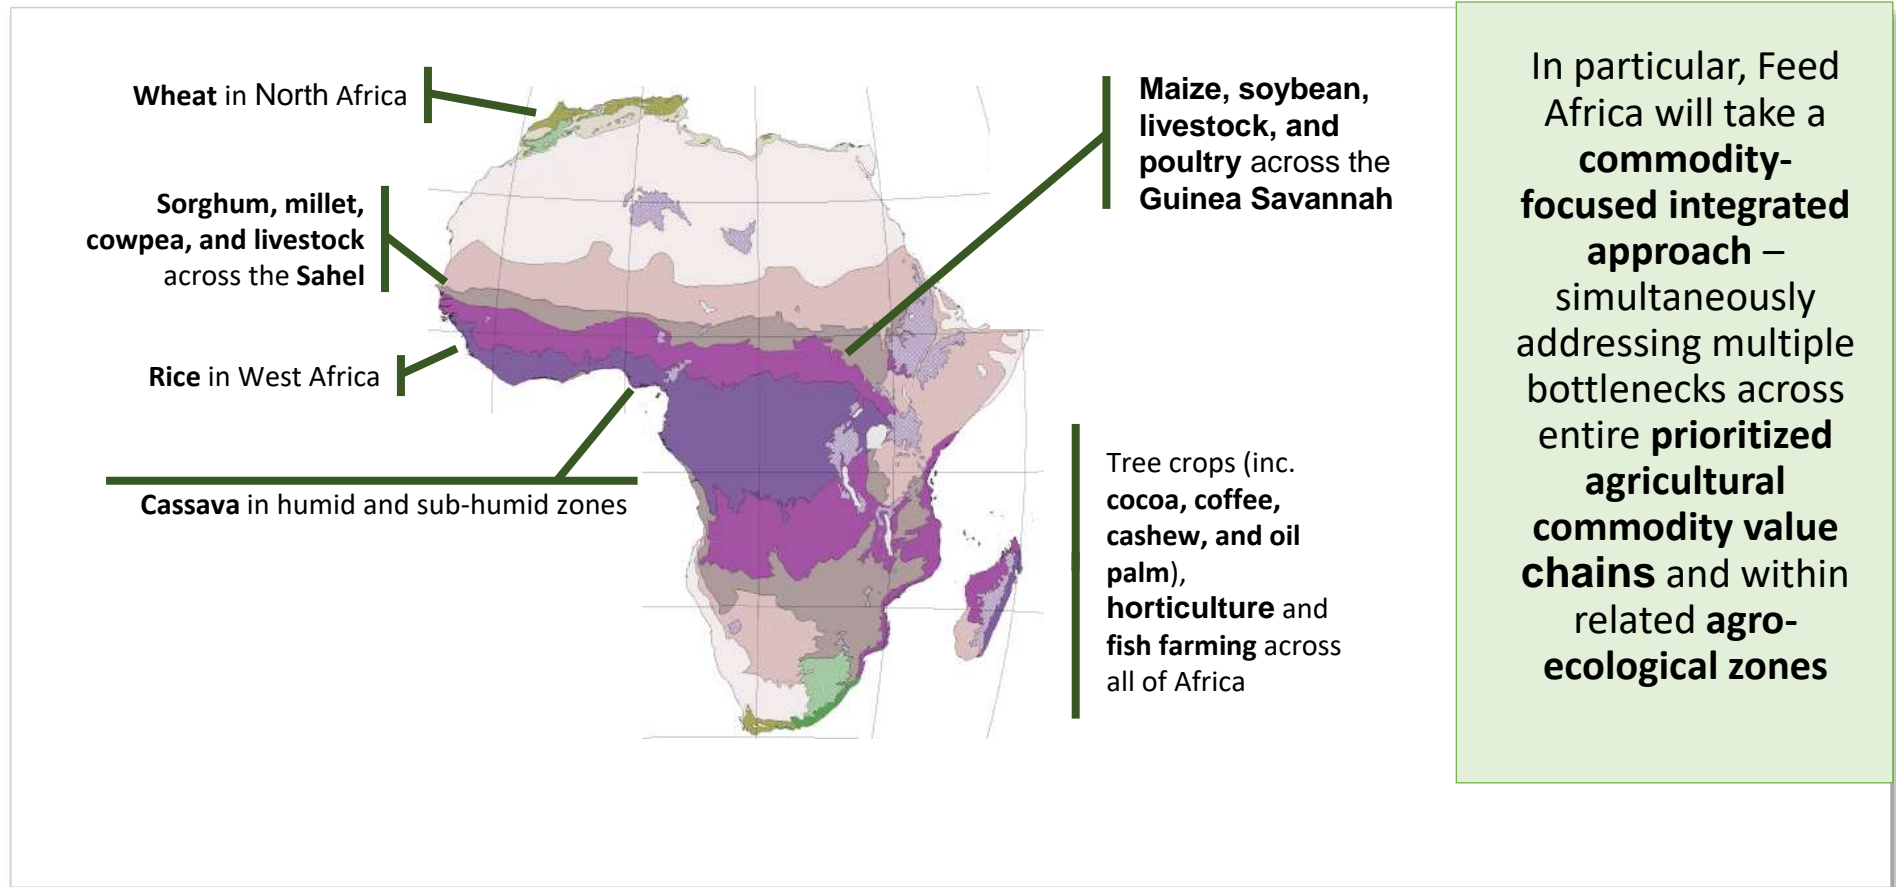 Wheat in North Africa
Sorghum, millet,
cowpea, and livestock
across the Sahel
Rice in West Africa
Cassava in humid and sub-humid zones
Maize, soybean,
livestock, and
poultry across the
Guinea Savannah
Tree crops (inc.
cocoa, coffee,
cashew, and oil
palm),
horticulture and
fish farming across
all of Africa
In particular, Feed
Africa will take a
commodity-
focused integrated
approach –
simultaneously
addressing multiple
bottlenecks across
entire prioritized
agricultural
commodity value
chains and within
related agro-
ecological zones